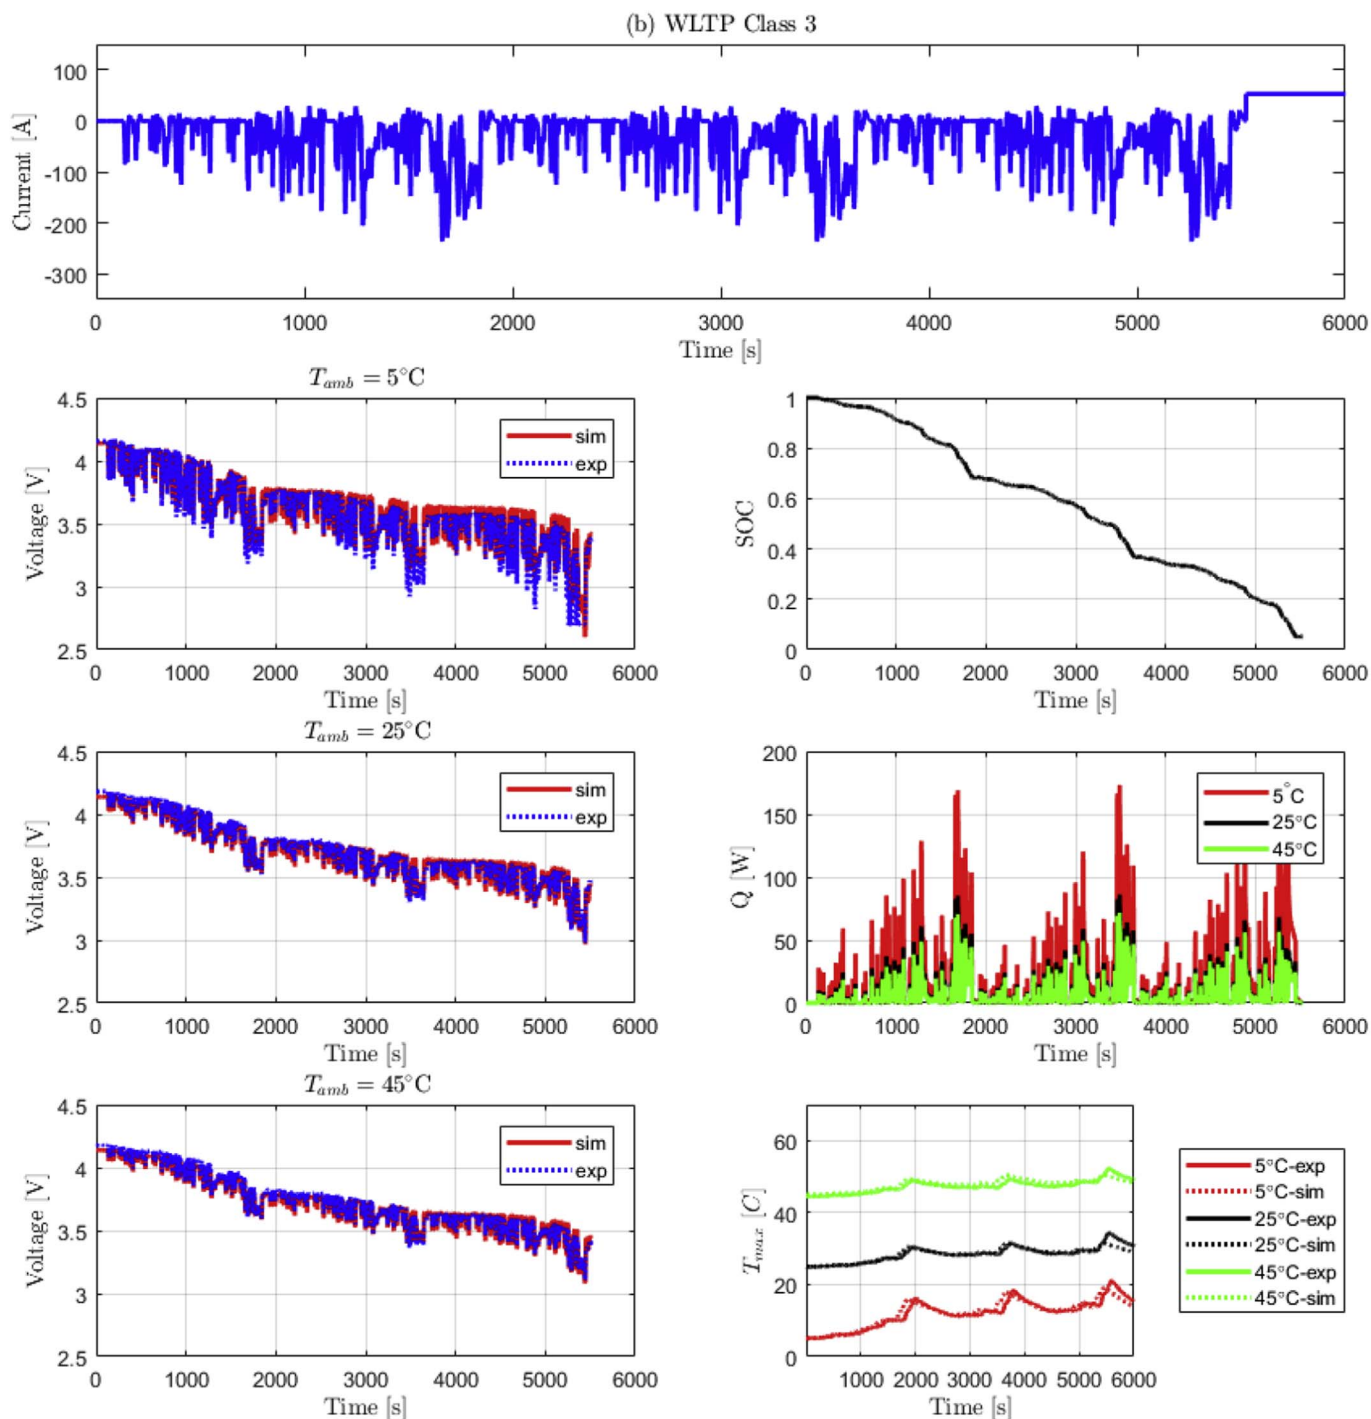 (b) WLTP Class 3
Current [A]
100
0
-100
-200
-300
0 1000 2000 3000 4000 5000 6000
Time [s]
T_amb = 5°C
Voltage [V]
4.5
4
3.5
3
2.5
sim
exp
0 1000 2000 3000 4000 5000 6000
Time [s]
SOC
1
0.8
0.6
0.4
0.2
0
0 1000 2000 3000 4000 5000 6000
Time [s]
T_amb = 25°C
Voltage [V]
4.5
4
3.5
3
2.5
sim
exp
0 1000 2000 3000 4000 5000 6000
Time [s]
Q [W]
200
150
100
50
0
5°C
25°C
45°C
0 1000 2000 3000 4000 5000 6000
Time [s]
T_amb = 45°C
Voltage [V]
4.5
4
3.5
3
2.5
sim
exp
0 1000 2000 3000 4000 5000 6000
Time [s]
T_max [C]
60
40
20
0
1000 2000 3000 4000 5000 6000
Time [s]
5°C-exp
5°C-sim
25°C-exp
25°C-sim
45°C-exp
45°C-sim